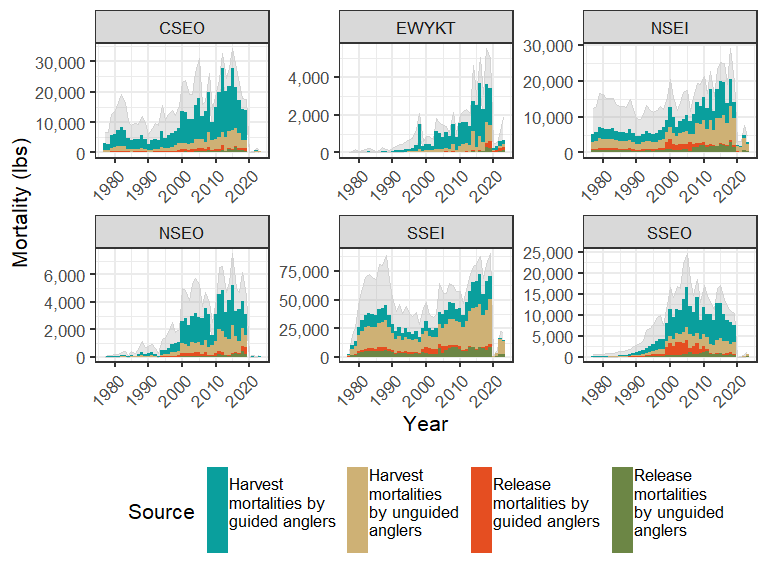 CSEO
EWYKT
NSEI
30,000
20,000
10,000
0
1980
1990
2000
2010
2020
4,000
2,000
0
1980
1990
2000
2010
2020
30,000
20,000
10,000
0
1980
1990
2000
2010
2020
Mortality (lbs)
NSEO
SSEI
SSEO
6,000
4,000
2,000
0
1980
1990
2000
2010
2020
75,000
50,000
25,000
0
1980
1990
2000
2010
2020
25,000
20,000
15,000
10,000
5,000
0
1980
1990
2000
2010
2020
Year
Source
Harvest
mortalities by
guided anglers
Harvest
mortalities
by unguided
anglers
Release
mortalities by
guided anglers
Release
mortalities
by unguided
anglers